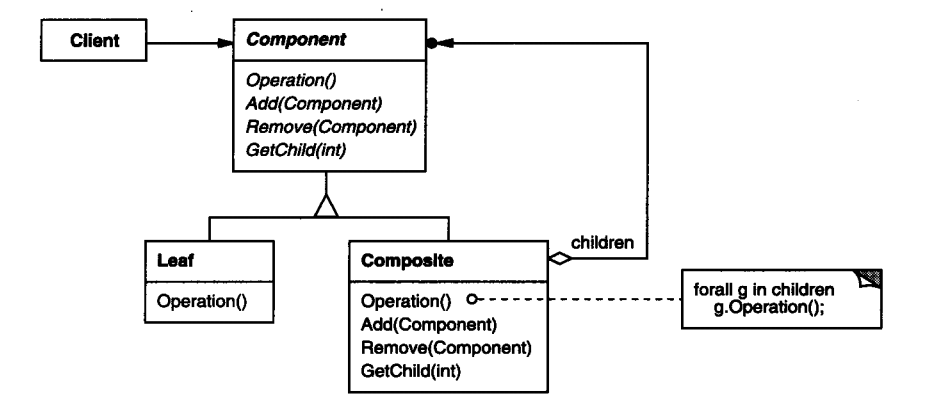 Client
Component
Operation()
Add(Component)
Remove(Component)
GetChild(int)
Leaf
Operation()
Composite
Operation()
Add(Component)
Remove(Component)
GetChild(int)
children
forall g in children
g.Operation();